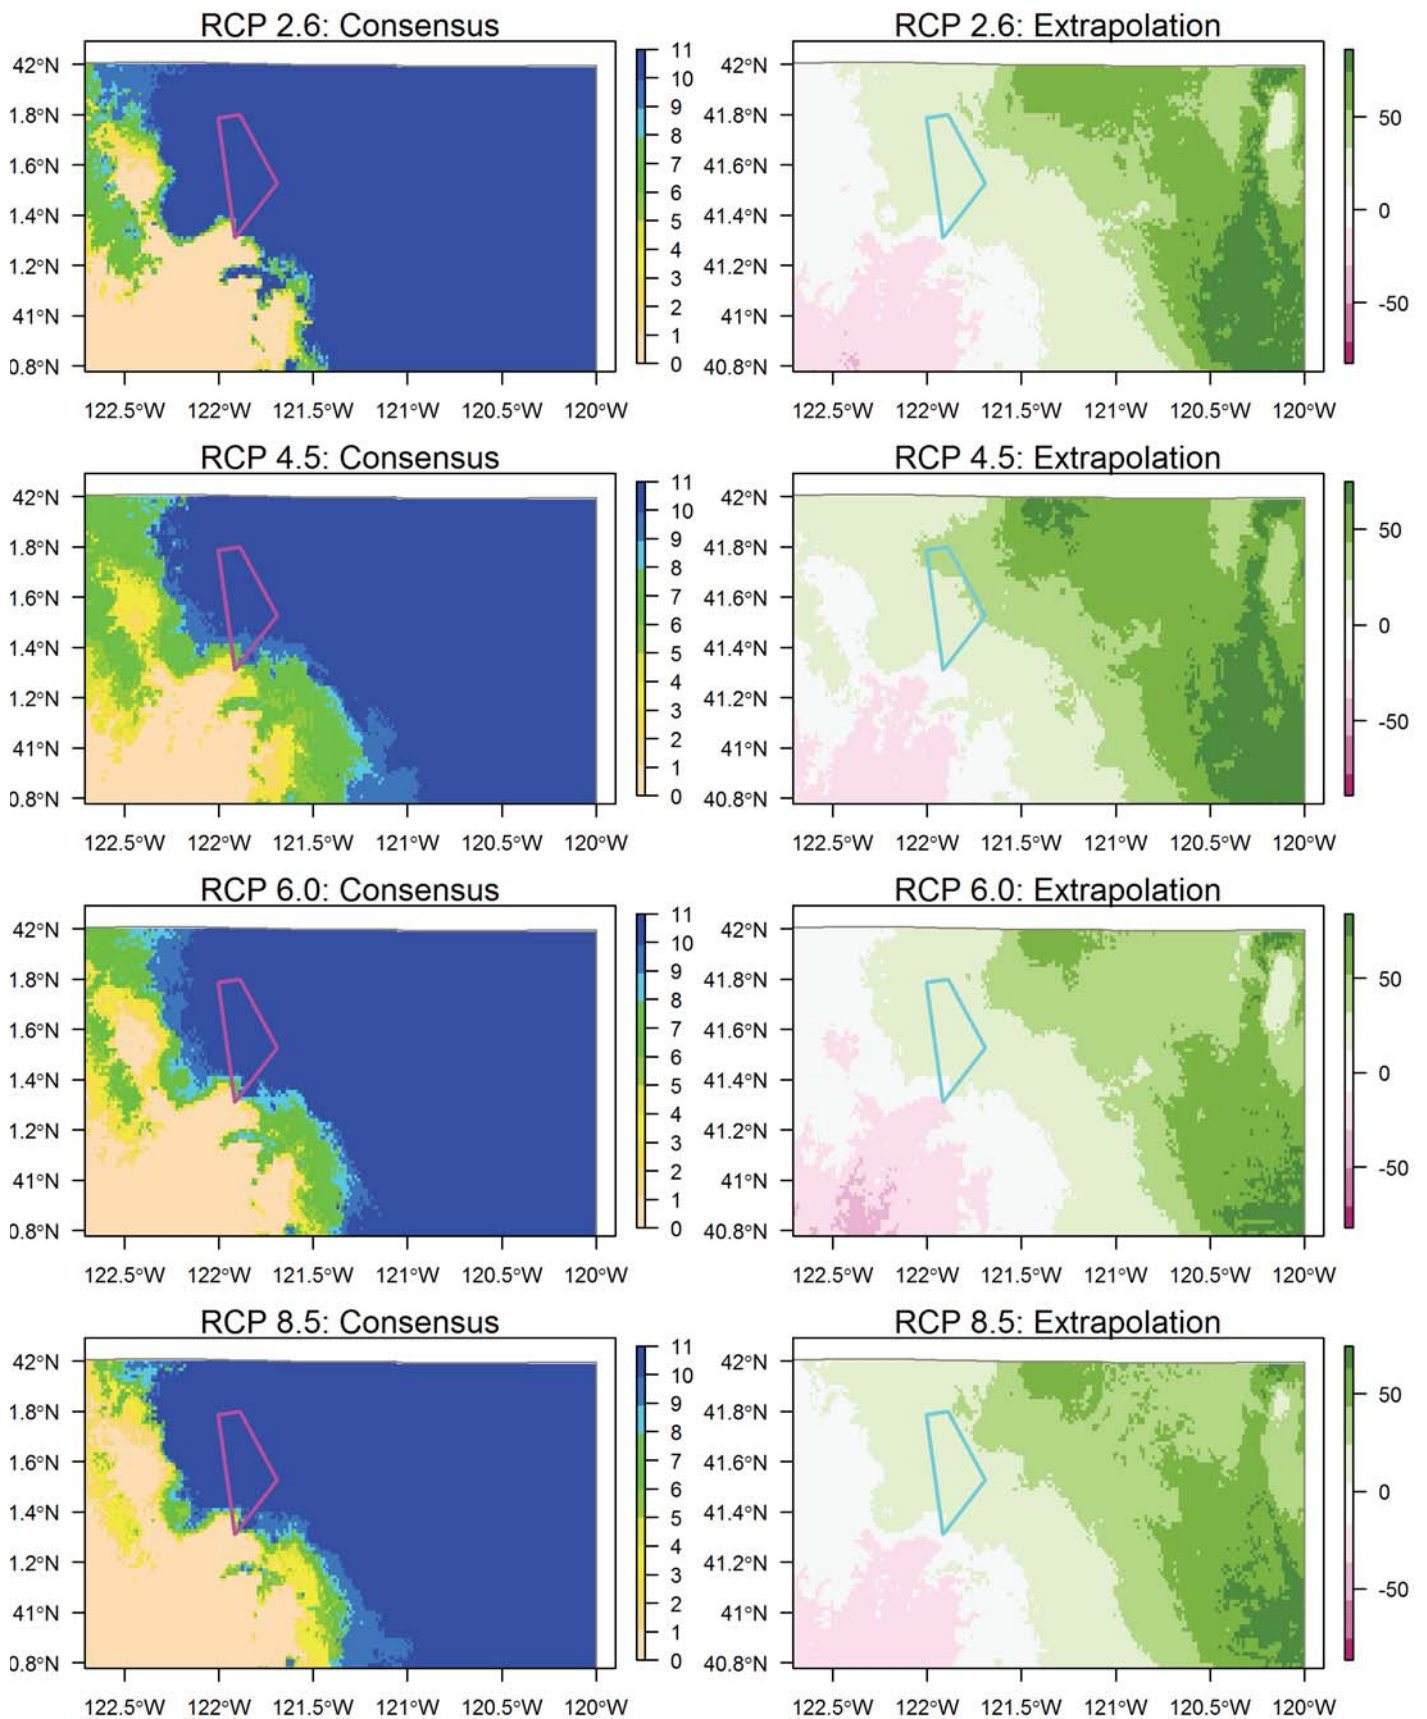 RCP 2.6: Consensus
RCP 2.6: Extrapolation
42°N
1.8°N
1.6°N
1.4°N
1.2°N
41°N
0.8°N
122.5°W 122°W 121.5°W 121°W 120.5°W 120°W
11
10
9
8
7
6
5
4
3
2
1
0
42°N
41.8°N
41.6°N
41.4°N
41.2°N
41°N
40.8°N
122.5°W 122°W 121.5°W 121°W 120.5°W 120°W
50
0
-50
RCP 4.5: Consensus
RCP 4.5: Extrapolation
42°N
1.8°N
1.6°N
1.4°N
1.2°N
41°N
0.8°N
122.5°W 122°W 121.5°W 121°W 120.5°W 120°W
11
10
9
8
7
6
5
4
3
2
1
0
42°N
41.8°N
41.6°N
41.4°N
41.2°N
41°N
40.8°N
122.5°W 122°W 121.5°W 121°W 120.5°W 120°W
50
0
-50
RCP 6.0: Consensus
RCP 6.0: Extrapolation
42°N
1.8°N
1.6°N
1.4°N
1.2°N
41°N
0.8°N
122.5°W 122°W 121.5°W 121°W 120.5°W 120°W
11
10
9
8
7
6
5
4
3
2
1
0
42°N
41.8°N
41.6°N
41.4°N
41.2°N
41°N
40.8°N
122.5°W 122°W 121.5°W 121°W 120.5°W 120°W
50
0
-50
RCP 8.5: Consensus
RCP 8.5: Extrapolation
42°N
1.8°N
1.6°N
1.4°N
1.2°N
41°N
0.8°N
122.5°W 122°W 121.5°W 121°W 120.5°W 120°W
11
10
9
8
7
6
5
4
3
2
1
0
42°N
41.8°N
41.6°N
41.4°N
41.2°N
41°N
40.8°N
122.5°W 122°W 121.5°W 121°W 120.5°W 120°W
50
0
-50